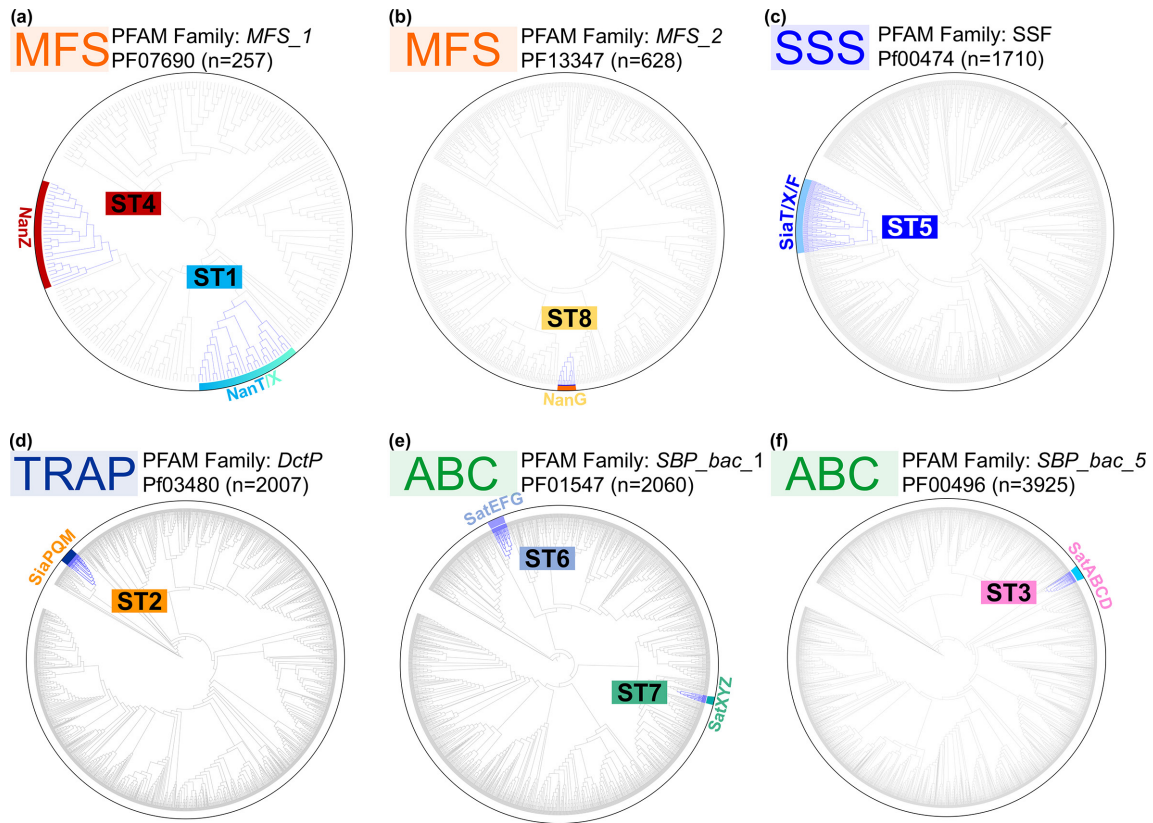 (a)
MFS PFAM Family: MFS_1
PF07690 (n=257)
ST4
NanZ
ST1
NanT/X
(b)
MFS PFAM Family: MFS_2
PF13347 (n=628)
ST8
NanG
(c)
SSS PFAM Family: SSF
Pf00474 (n=1710)
SiaT/X/F
ST5
(d)
TRAP PFAM Family: DctP
Pf03480 (n=2007)
SiaPQM
ST2
(e)
ABC PFAM Family: SBP_bac_1
PF01547 (n=2060)
SatEFG
ST6
ST7
SatXYZ
(f)
ABC PFAM Family: SBP_bac_5
PF00496 (n=3925)
SatABCD
ST3